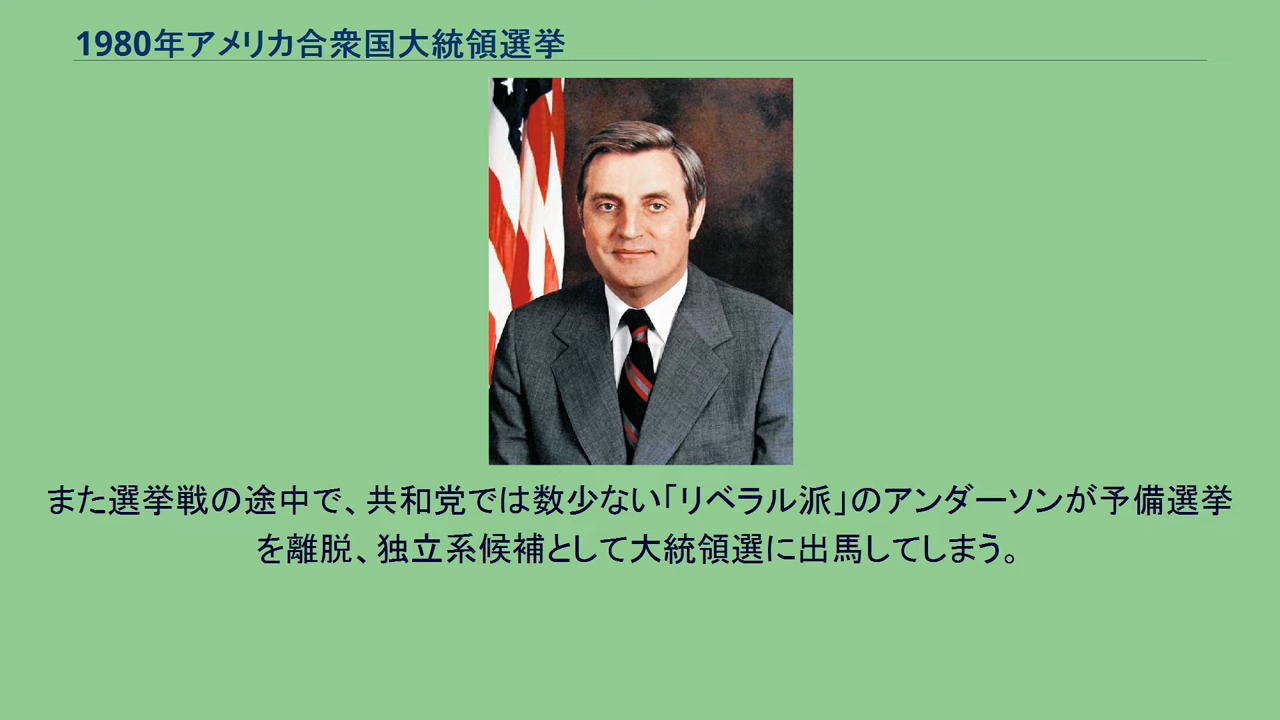 1980年アメリカ合衆国大統領選挙
また選挙戦の途中で、共和党では数少ない「リベラル派」のアンダーソンが予備選挙
を離脱、独立系候補として大統領選に出馬してしまう。